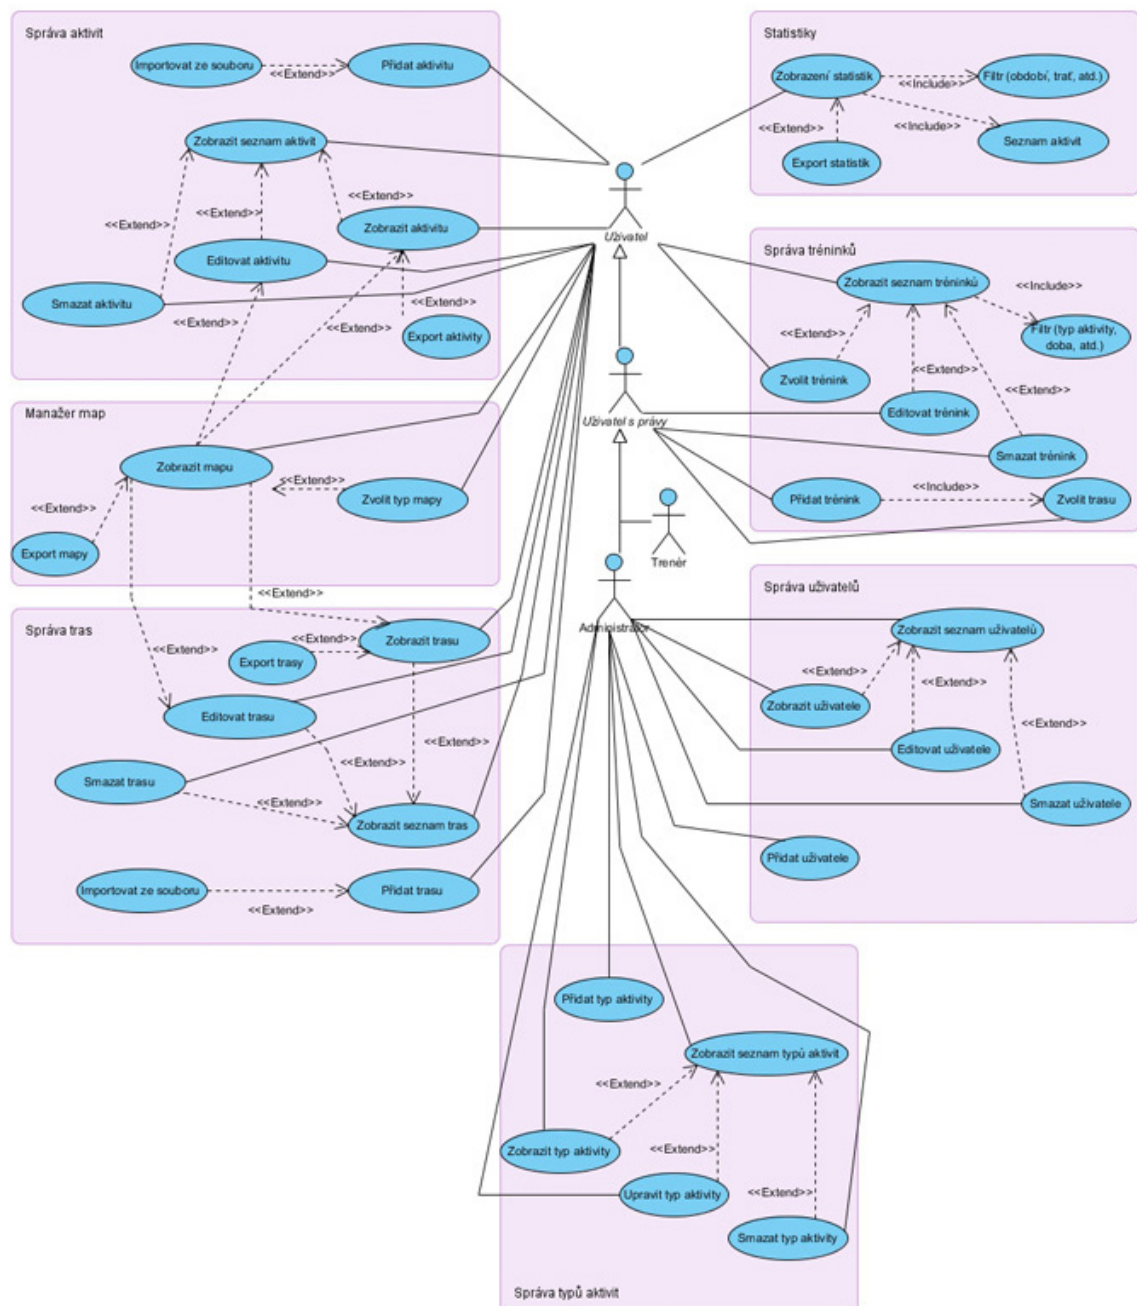 Správa aktivit
Importovat ze souboru
<<Extend>>
Přidat aktivitu
Zobrazit seznam aktivit
<<Extend>>
<<Extend>>
<<Extend>>
Zobrazit aktivitu
Editovat aktivitu
Smazat aktivitu
<<Extend>>
<<Extend>>
<<Extend>>
Export aktivity
Manažer map
Zobrazit mapu
<<Extend>>
Zvolit typ mapy
<<Extend>>
Export mapy
<<Extend>>
Správa tras
<<Extend>>
Zobrazit trasu
<<Extend>>
Export trasy
Editovat trasu
<<Extend>>
<<Extend>>
Smazat trasu
<<Extend>>
Zobrazit seznam tras
Importovat ze souboru
<<Extend>>
Přidat trasu
Uživatel
Uživatel s právy
Trenér
Administrátor
Statistiky
Zobrazení statistik
<<Include>>
Filtr (období, trať, atd.)
<<Extend>>
<<Include>>
Seznam aktivit
Export statistik
Správa tréninků
Zobrazit seznam tréninků
<<Include>>
Filtr (typ aktivity,
doba, atd.)
<<Extend>>
<<Extend>>
<<Extend>>
Zvolit trénink
Editovat trénink
Smazat trénink
Přidat trénink
<<Include>>
Zvolit trasu
Správa uživatelů
Zobrazit seznam uživatelů
<<Extend>>
<<Extend>>
<<Extend>>
Zobrazit uživatele
Editovat uživatele
Smazat uživatele
Přidat uživatele
Přidat typ aktivity
Zobrazit seznam typů aktivit
<<Extend>>
Zobrazit typ aktivity
<<Extend>>
Upravit typ aktivity
<<Extend>>
Smazat typ aktivity
Správa typů aktivit